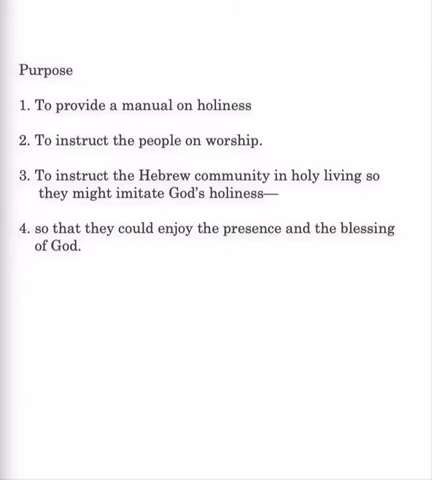 Purpose
1. To provide a manual on holiness
2. To instruct the people on worship.
3. To instruct the Hebrew community in holy living so
they might imitate God's holiness—
4. so that they could enjoy the presence and the blessing
of God.